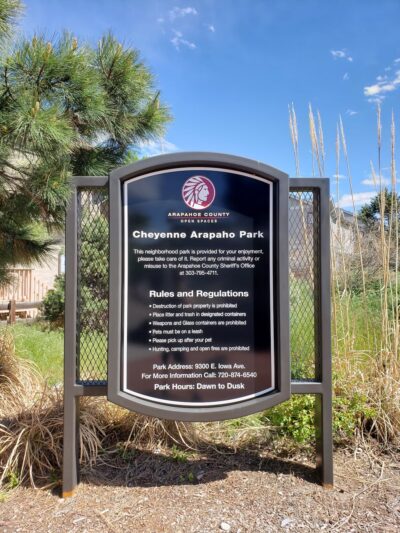 ARAPAHOE COUNTY
OPEN SPACES
Cheyenne Arapaho Park
This neighborhood park is provided for your enjoyment,
please take care of it. Report any criminal activity or
misuse to the Arapahoe County Sheriff's Office
at 303-795-4711.
Rules and Regulations
• Destruction of park property is prohibited
• Place litter and trash in designated containers
• Weapons and Glass containers are prohibited
• Pets must be on a leash
• Please pick up after your pet
• Hunting, camping and open fires are prohibited
Park Address: 9300 E. Iowa Ave.
For More Information Call: 720-874-6540
Park Hours: Dawn to Dusk